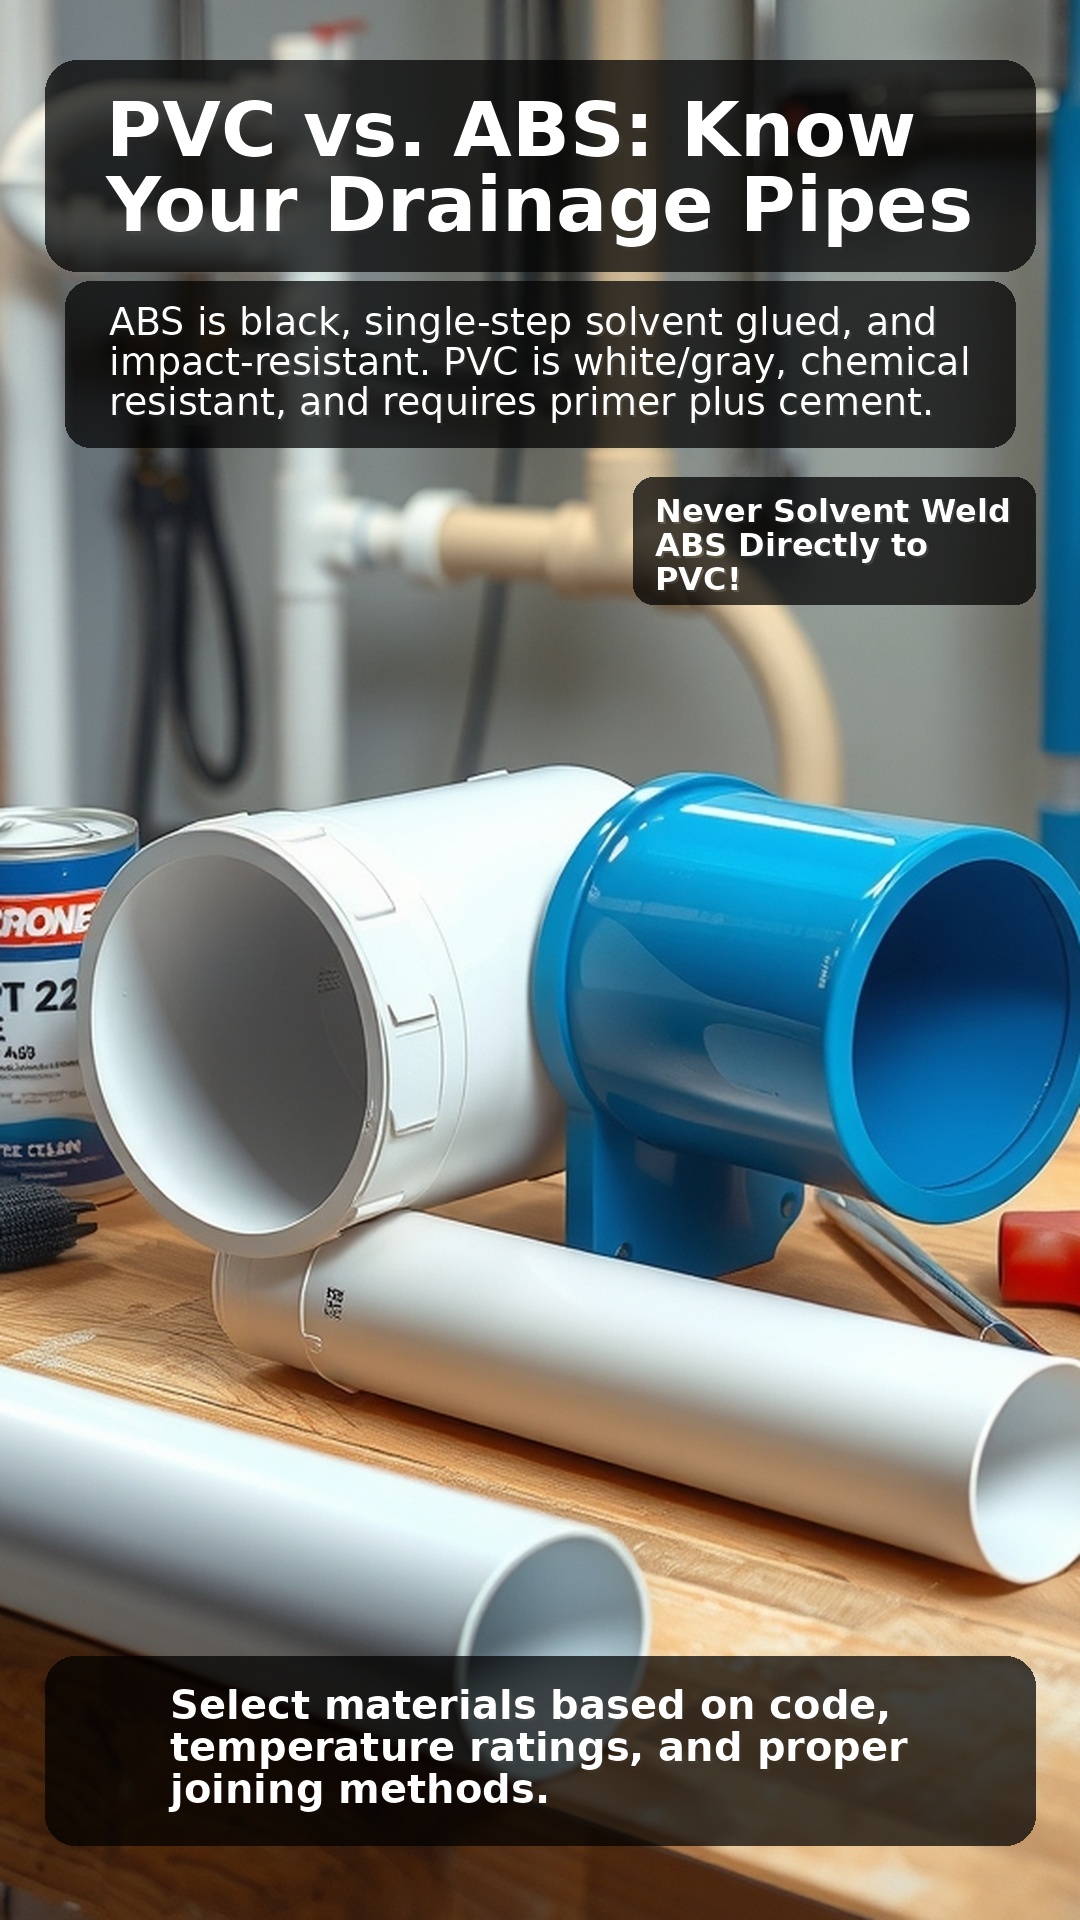 PVC vs. ABS: Know
Your Drainage Pipes
ABS is black, single-step solvent glued, and
impact-resistant. PVC is white/gray, chemical
resistant, and requires primer plus cement.
Never Solvent Weld
ABS Directly to
PVC!
RONE
T 22
E
Select materials based on code,
temperature ratings, and proper
joining methods.